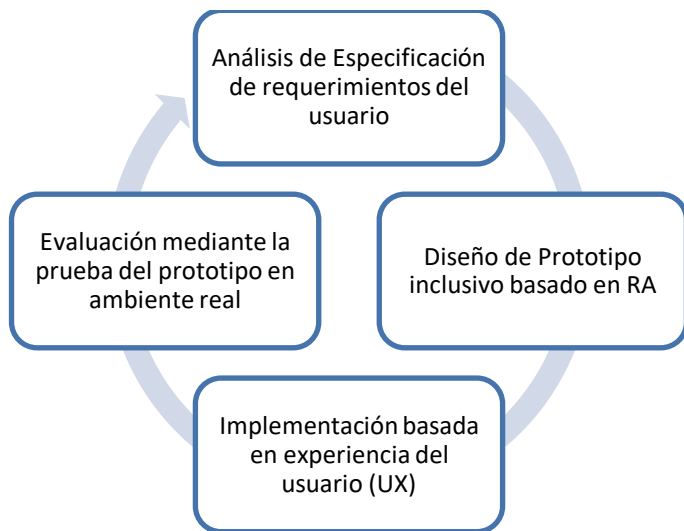 Análisis de Especificación
de requerimientos del
usuario
Diseño de Prototipo
inclusivo basado en RA
Implementación basada
en experiencia del
usuario (UX)
Evaluación mediante la
prueba del prototipo en
ambiente real